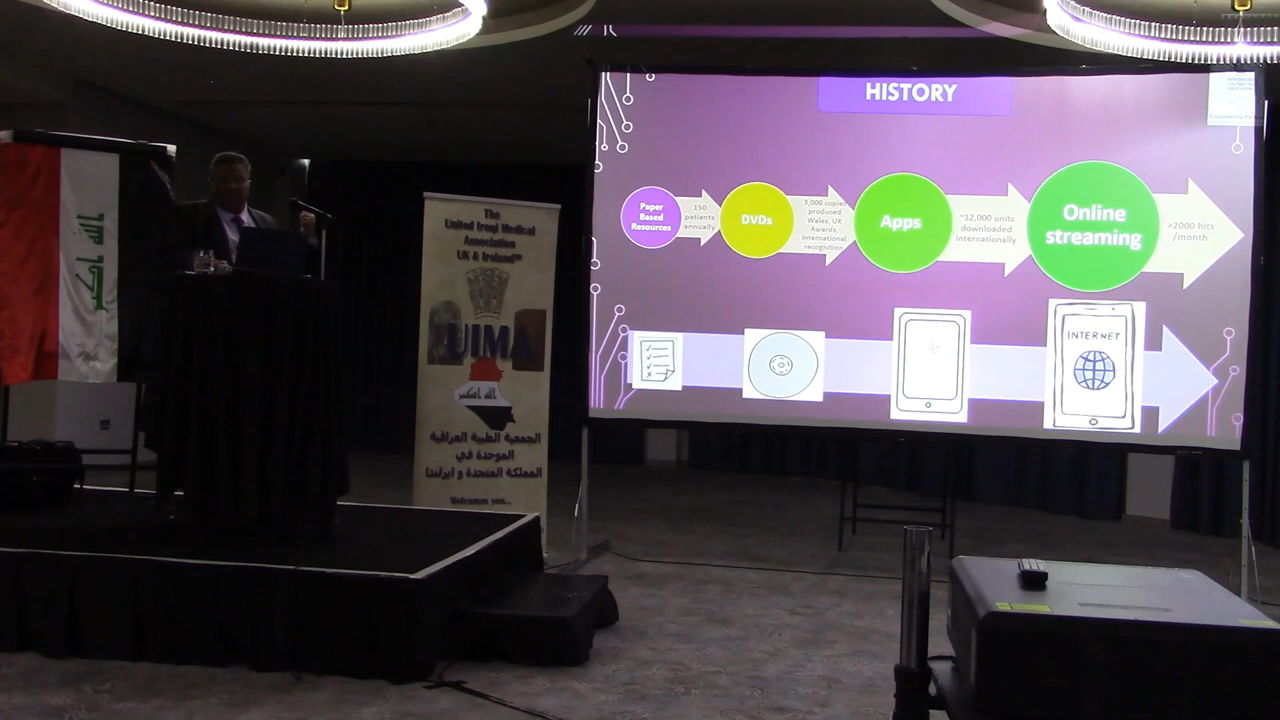 HISTORY
Paper
Based
Resources
150
patients
annually
DVDs
3,000 copies
produced
Wales, UK
Awards,
International
recognition
Apps
~12,000 units
downloaded
internationally
Online
streaming
>2000 hits
/month
INTERNET
The
United Iraqi Medical
Association
UK & Ireland
UIMA
الله اكبر
الجمعية الطبية العراقية
الموحدة في
المملكة المتحدة و ايرلندا
Welcomes you...
الله اكبر